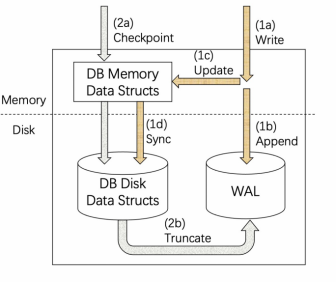 (2a)
Checkpoint
(1a)
Write
(1c)
Update
DB Memory
Data Structs
Memory
Disk
(1d)
Sync
(1b)
Append
DB Disk
Data Structs
WAL
(2b)
Truncate